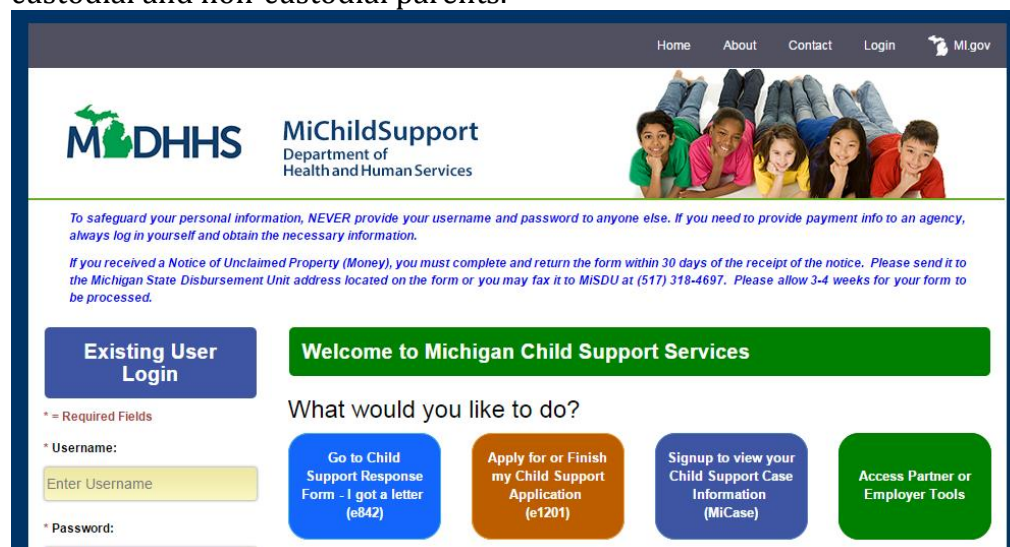 custodial and non-custodial parents.
Home About Contact Login MI.gov
MDHHS
MiChildSupport
Department of
Health and Human Services
To safeguard your personal information, NEVER provide your username and password to anyone else. If you need to provide payment info to an agency,
always log in yourself and obtain the necessary information.
If you received a Notice of Unclaimed Property (Money), you must complete and return the form within 30 days of the receipt of the notice. Please send it to
the Michigan State Disbursement Unit address located on the form or you may fax it to MiSDU at (517) 318-4697. Please allow 3-4 weeks for your form to
be processed.
Existing User
Login
* = Required Fields
* Username:
Enter Username
* Password:
Welcome to Michigan Child Support Services
What would you like to do?
Go to Child
Support Response
Form - I got a letter
(e842)
Apply for or Finish
my Child Support
Application
(e1201)
Signup to view your
Child Support Case
Information
(MiCase)
Access Partner or
Employer Tools